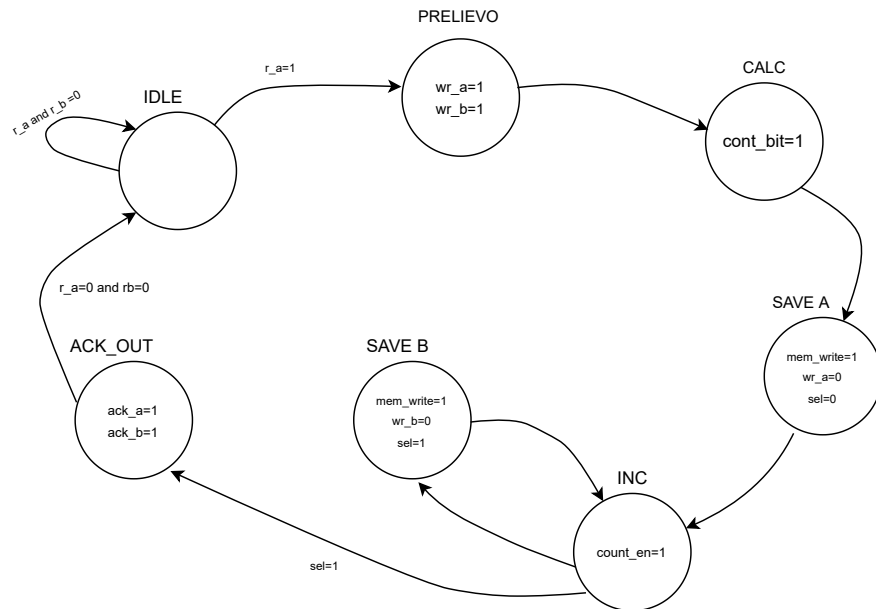 PRELIEVO
wr_a=1
wr_b=1
r_a=1
CALC
cont_bit=1
IDLE
r_a and r_b =0
r_a=0 and rb=0
SAVE A
mem_write=1
wr_a=0
sel=0
ACK_OUT
ack_a=1
ack_b=1
SAVE B
mem_write=1
wr_b=0
sel=1
INC
count_en=1
sel=1